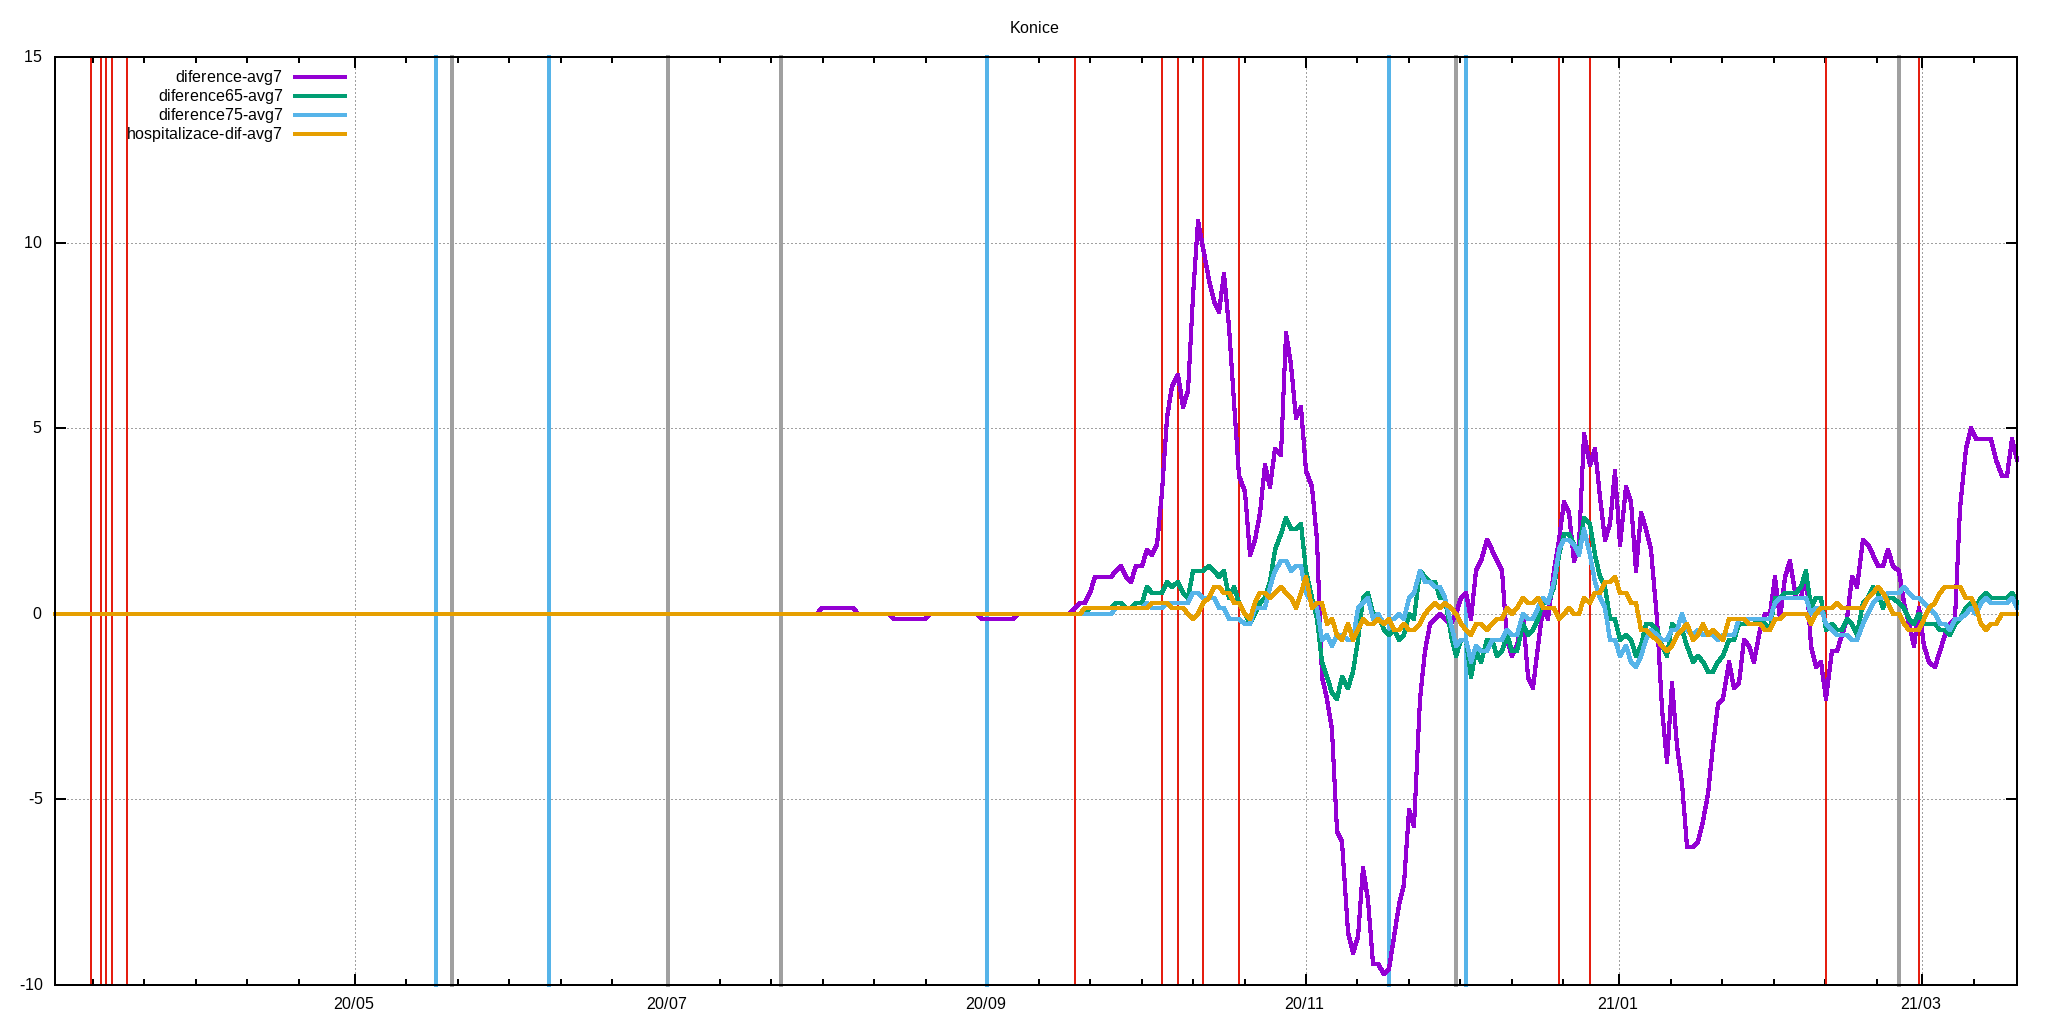 Konice
15
diference-avg7
diference65-avg7
diference75-avg7
hospitalizace-dif-avg7
10
5
0
-5
-10
20/05 20/07 20/09 20/11 21/01 21/03